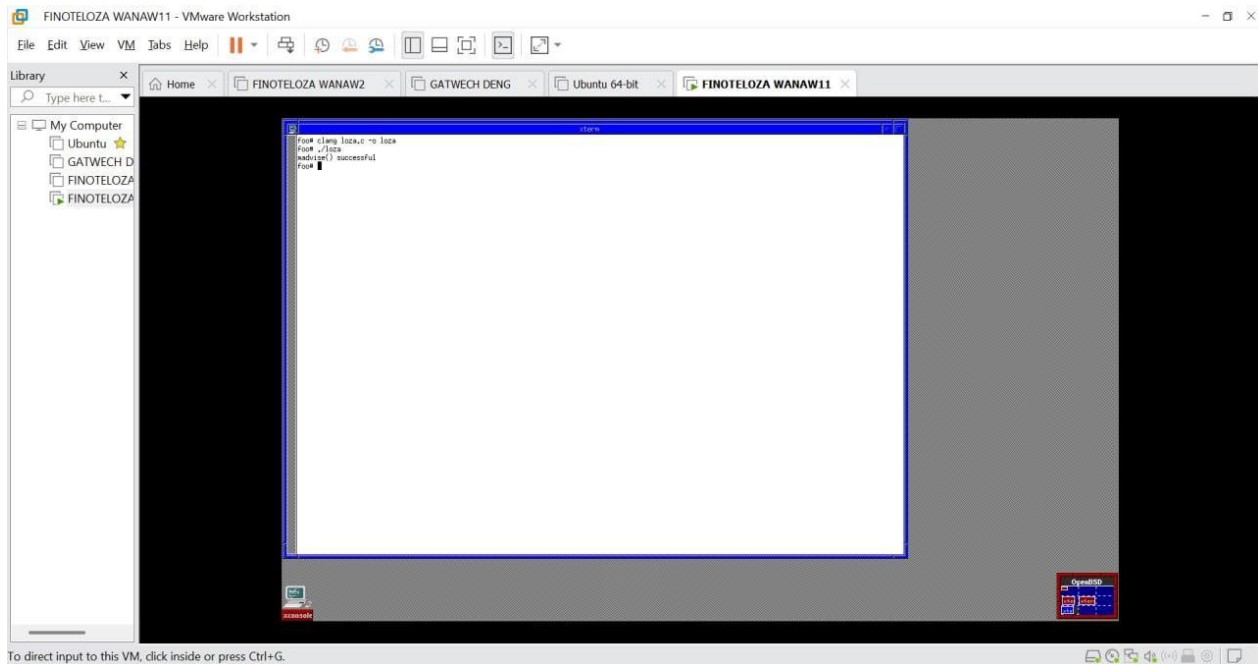 FINOTELOZA WANAW11 - VMware Workstation
File Edit View VM Tabs Help
Library
Type here t...
Home
FINOTELOZA WANAW2
GATWECH DENG
Ubuntu 64-bit
FINOTELOZA WANAW11
My Computer
Ubuntu
GATWECH D
FINOTELOZA
FINOTELOZA
xterm
foo# clang loza.c -o loza
foo# ./loza
madvise() successful
foo#
xconsole
OpenBSD
To direct input to this VM, click inside or press Ctrl+G.